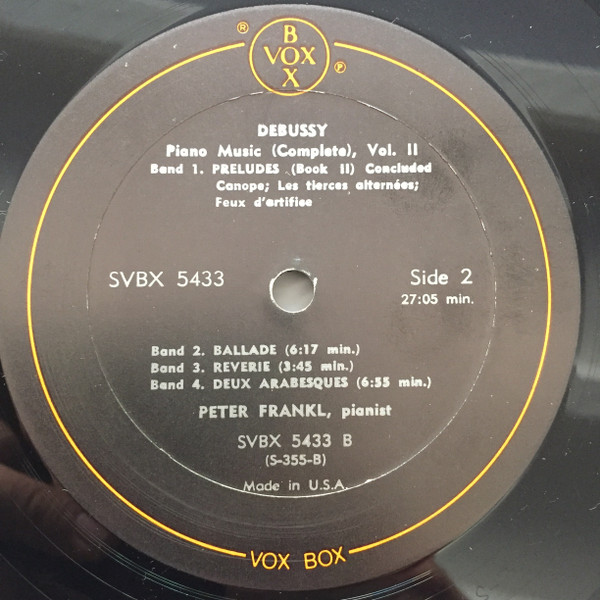 ®
BOX
VOX
℗
DEBUSSY
Piano Music (Complete), Vol. II
Band 1. PRELUDES (Book II) Concluded
Canope; Les tierces alternées;
Feux d'artifice
SVBX 5433
Side 2
27:05 min.
Band 2. BALLADE (6:17 min.)
Band 3. REVERIE (3:45 min.)
Band 4. DEUX ARABESQUES (6:55 min.)
PETER FRANKL, pianist
SVBX 5433 B
(S-355-B)
Made in U.S.A.
VOX BOX